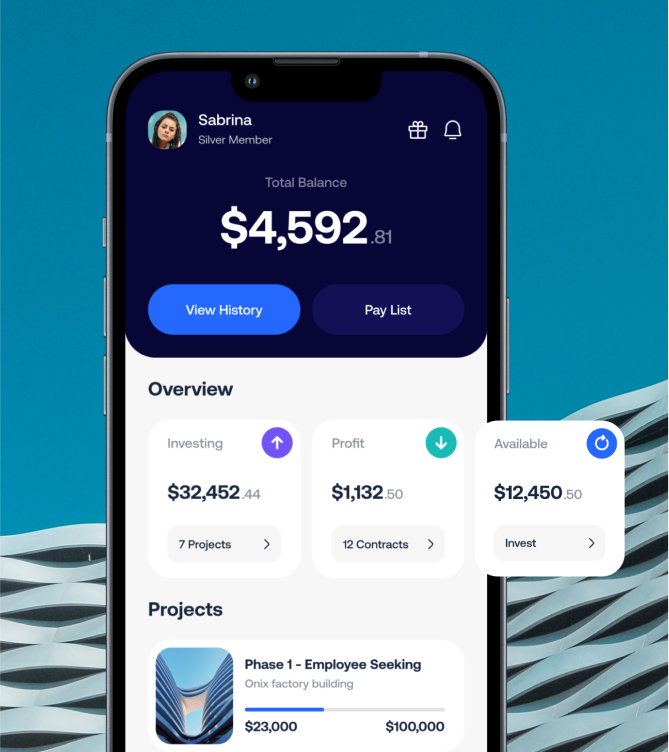 Sabrina
Silver Member
Total Balance
$4,592.81
View History
Pay List
Overview
Investing
$32,452.44
7 Projects
Profit
$1,132.50
12 Contracts
Available
$12,450.50
Invest
Projects
Phase 1 - Employee Seeking
Onix factory building
$23,000
$100,000